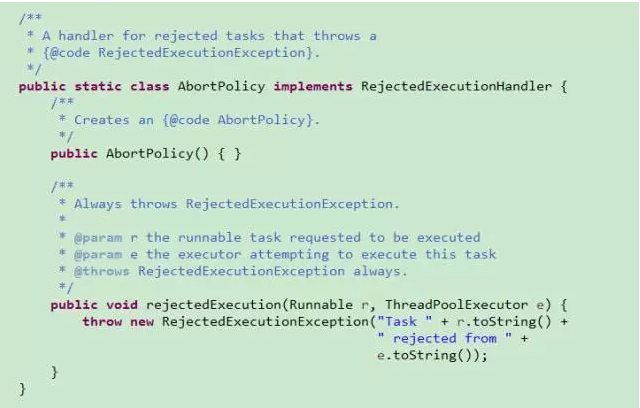 /**
 * A handler for rejected tasks that throws a
 * {@code RejectedExecutionException}.
 */
public static class AbortPolicy implements RejectedExecutionHandler {
    /**
     * Creates an {@code AbortPolicy}.
     */
    public AbortPolicy() { }

    /**
     * Always throws RejectedExecutionException.
     *
     * @param r the runnable task requested to be executed
     * @param e the executor attempting to execute this task
     * @throws RejectedExecutionException always.
     */
    public void rejectedExecution(Runnable r, ThreadPoolExecutor e) {
        throw new RejectedExecutionException("Task " + r.toString() +
                                             " rejected from " +
                                             e.toString());
    }
}